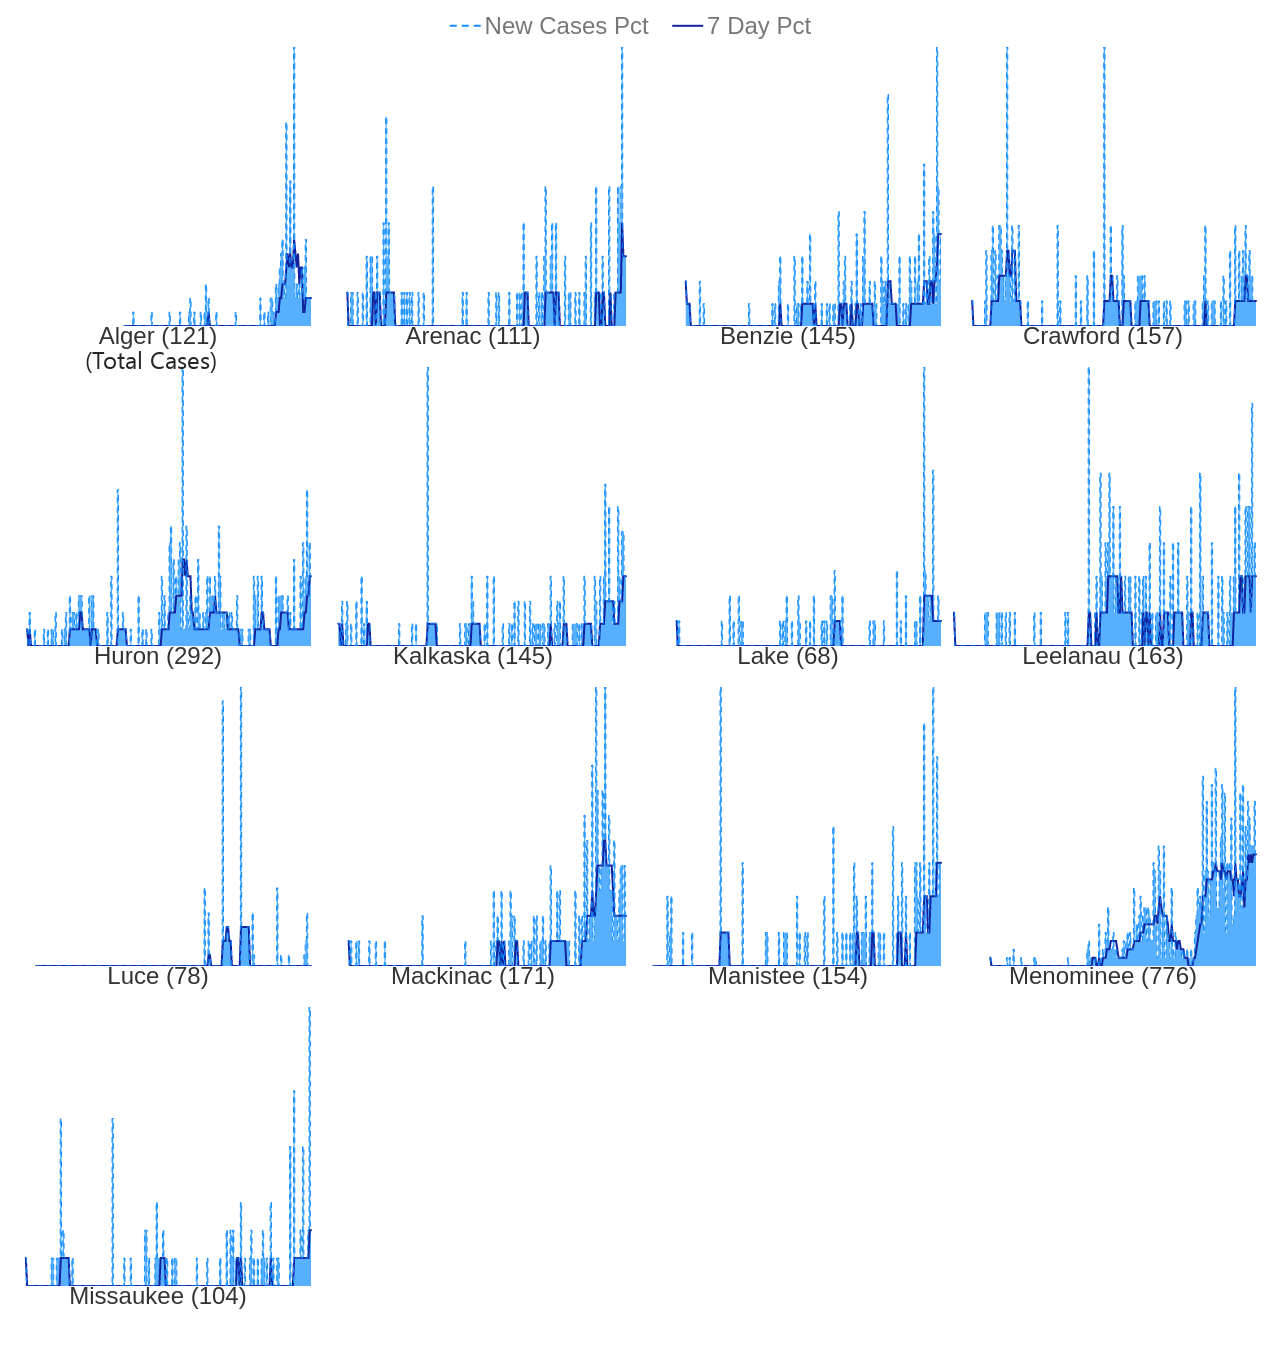 New Cases Pct 7 Day Pct
Alger (121)
(Total Cases)
Arenac (111)
Benzie (145)
Crawford (157)
Huron (292)
Kalkaska (145)
Lake (68)
Leelanau (163)
Luce (78)
Mackinac (171)
Manistee (154)
Menominee (776)
Missaukee (104)